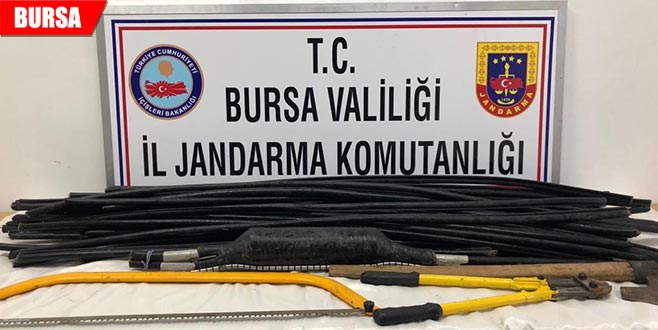 BURSA
T.C.
BURSA VALİLİĞİ
İL JANDARMA KOMUTANLIĞI
TÜRKİYE CUMHURİYETİ
İÇİŞLERİ BAKANLIĞI
JANDARMA